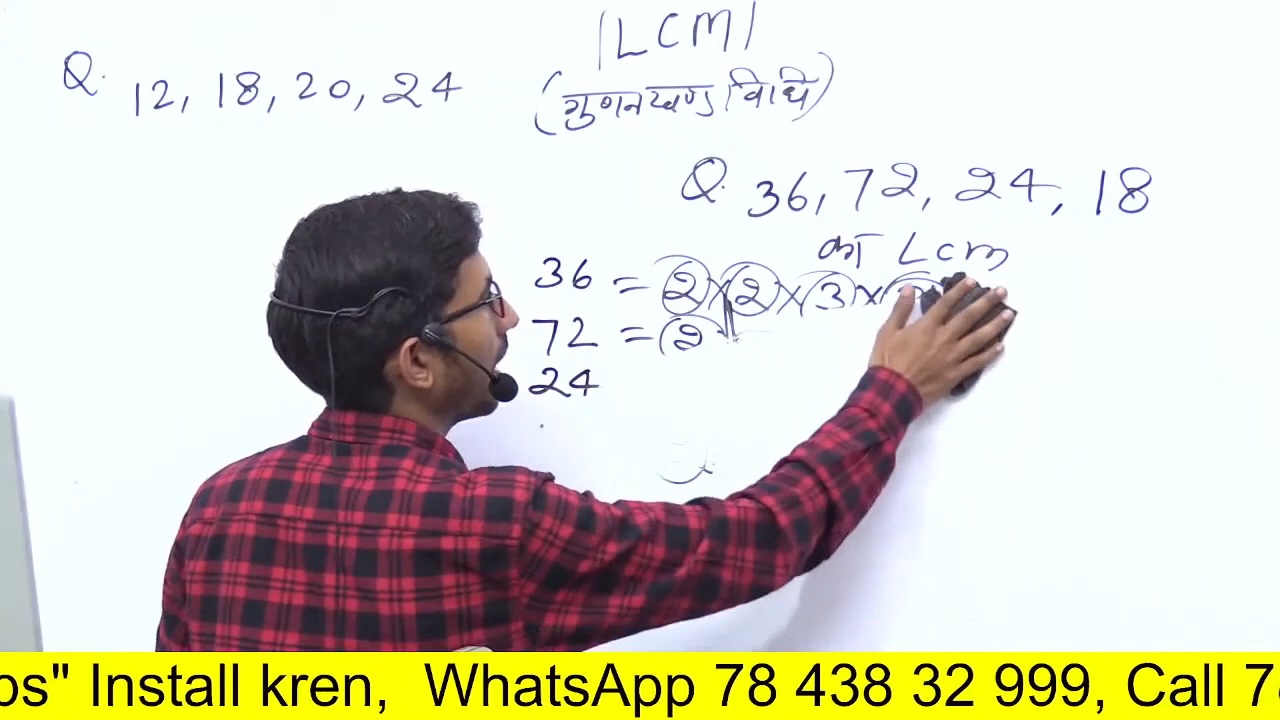 |LCM|
Q. 12, 18, 20, 24
(गुणनखण्ड विधि)
Q. 36, 72, 24, 18
का Lcm
36 = 2 × 2 × 3 ×
72 = 2
24
ps" Install kren, WhatsApp 78 438 32 999, Call 78